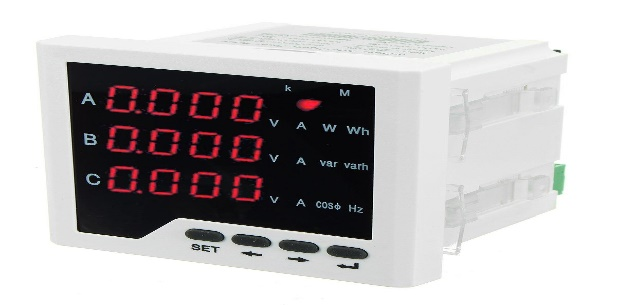 k M
A 0.000 V A W Wh
B 0.000 V A var varh
C 0.000 V A cosΦ Hz
SET ← → ↵